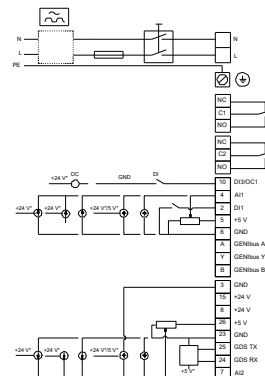 N N
L L
PE
NC
C1
NO
NC
C2
NO
+24 V* OC GND DI 10 DI3/OC1
4 AI1
+24 V* +24 V* +24 V*/5 V* 2 DI1
5 +5 V
6 GND
A GENIbus A
Y GENIbus Y
B GENIbus B
3 GND
15 +24 V
8 +24 V
26 +5 V
23 GND
25 GDS TX
+24 V* +24 V* +24 V*/5 V* 24 GDS RX
+5 V* 7 AI2